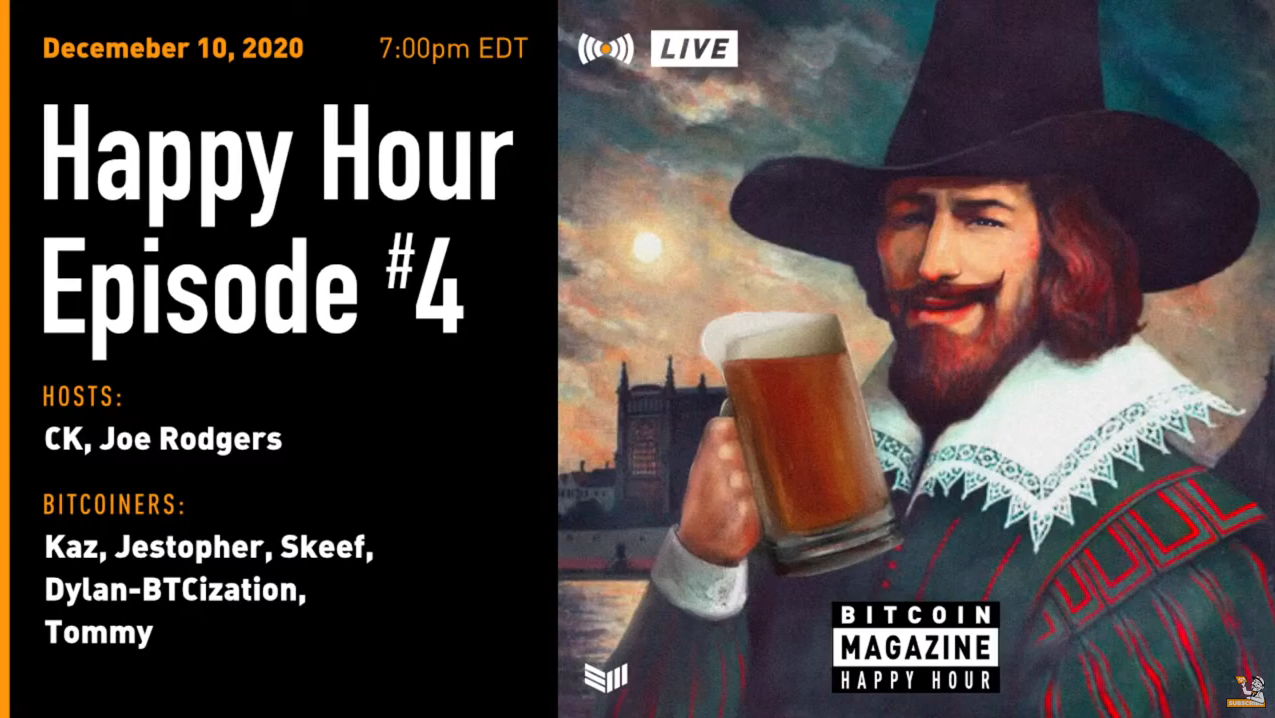 Decemeber 10, 2020 7:00pm EDT
LIVE
Happy Hour
Episode #4
HOSTS:
CK, Joe Rodgers
BITCOINERS:
Kaz, Jestopher, Skeef,
Dylan-BTCization,
Tommy
BITCOIN
MAGAZINE
HAPPY HOUR
SUBSCRIBE